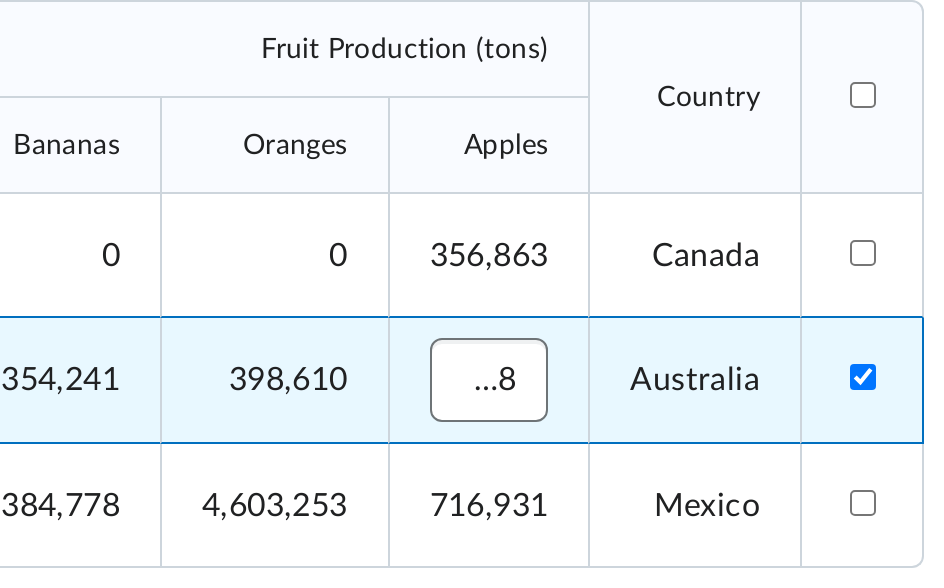 Fruit Production (tons)
Country
Bananas Oranges Apples
0 0 356,863 Canada
354,241 398,610 ...8 Australia
384,778 4,603,253 716,931 Mexico